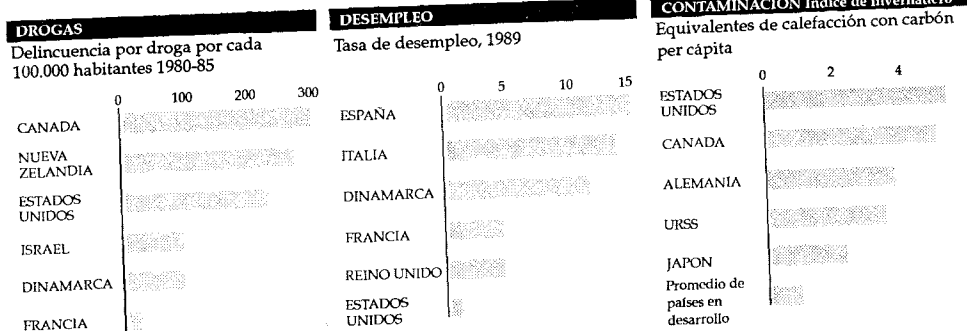 DROGAS
Delincuencia por droga por cada
100.000 habitantes 1980-85
0 100 200 300
CANADA
NUEVA
ZELANDIA
ESTADOS
UNIDOS
ISRAEL
DINAMARCA
FRANCIA
DESEMPLEO
Tasa de desempleo, 1989
0 5 10 15
ESPAÑA
ITALIA
DINAMARCA
FRANCIA
REINO UNIDO
ESTADOS
UNIDOS
CONTAMINACIÓN Indice de invernadero
Equivalentes de calefacción con carbón
per cápita
0 2 4
ESTADOS
UNIDOS
CANADA
ALEMANIA
URSS
JAPON
Promedio de
países en
desarrollo